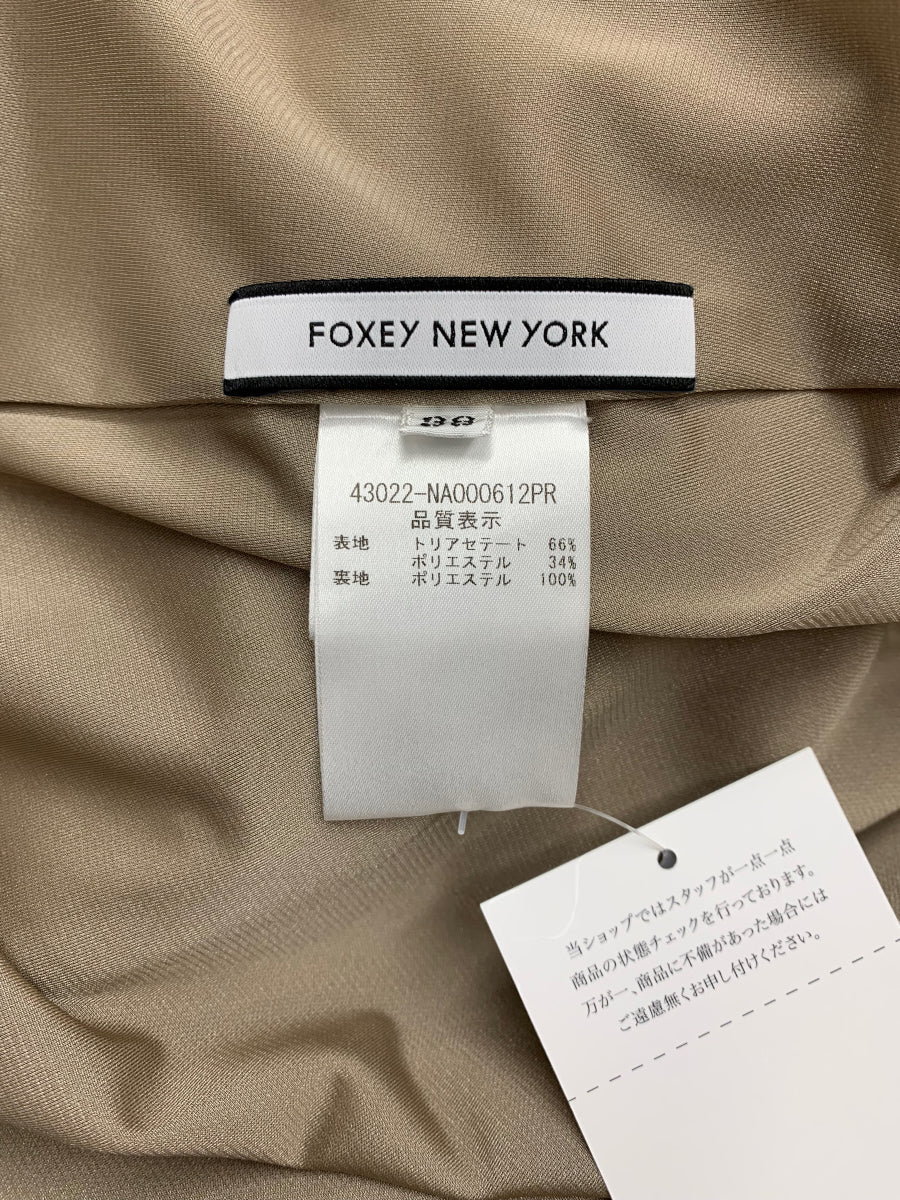 FOXEY NEW YORK
43022-NA000612PR
品質表示
表地 トリアセテート 66%
ポリエステル 34%
裏地 ポリエステル 100%
当ショップではスタッフが一点一点
商品の状態チェックを行っております。
万が一、商品に不備があった場合には
ご遠慮無くお申し付けください。